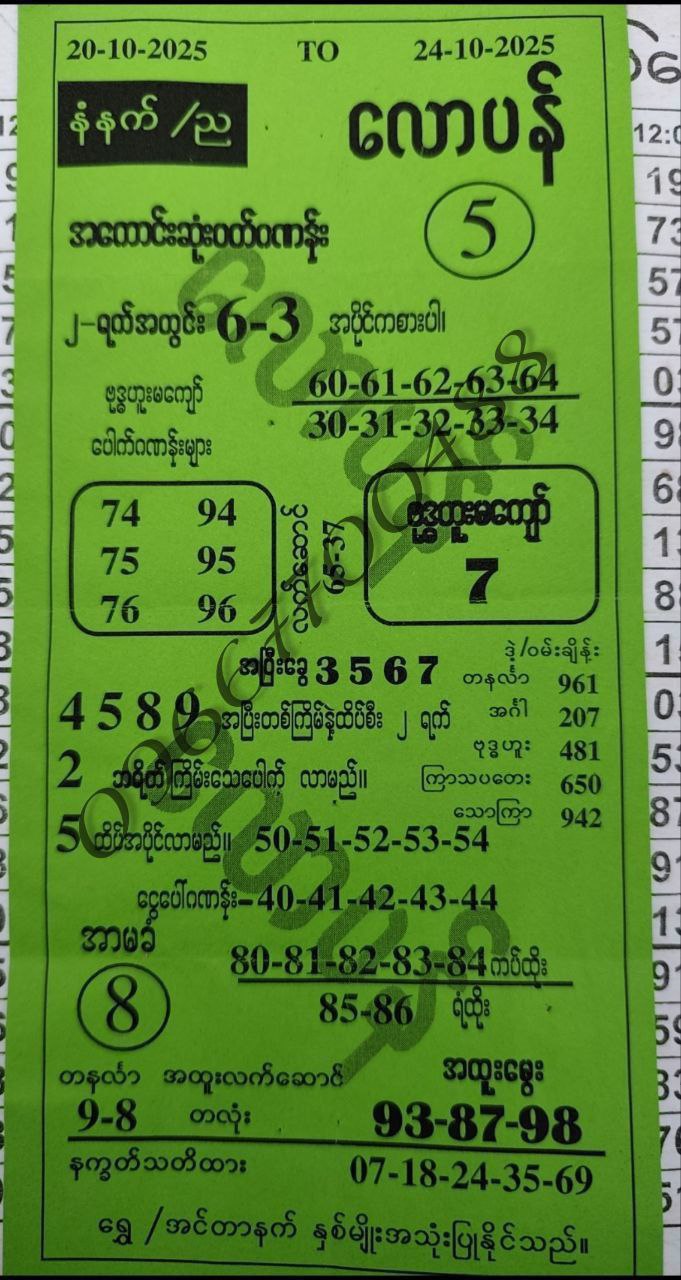 20-10-2025 TO 24-10-2025
နံနက်/ည
လောပန်
အကောင်းဆုံးဝတ်ဂဏန်း 5
၂-ရက်အတွင်း 6-3 အပိုင်ကစားပါ၊
ဗုဒ္ဓဟူးမကျော်
60-61-62-63-64
ပေါက်ဂဏန်းများ
30-31-32-33-34
74 94
75 95
76 96
လက်ဆောင်
65-37
ဗုဒ္ဓဟူးမကျော်
7
အပြီးခွေ 3 5 6 7
ဒဲ့/ဝမ်းချိန်း
တနင်္လာ 961
4 5 8 9 အပြီးတစ်ကြိမ်နဲ့ထိပ်စီး ၂ ရက်
အင်္ဂါ 207
ဗုဒ္ဓဟူး 481
2 ဘရိတ်ကြိမ်းသေပေါက် လာမည်။
ကြာသပတေး 650
သောကြာ 942
5 ထိပ်အပိုင်လာမည်။ 50-51-52-53-54
ငွေပေါ်ဂဏန်း-40-41-42-43-44
အာမခံ
8
80-81-82-83-84 ကပ်ထိုး
85-86 ရံထိုး
တနင်္လာ အထူးလက်ဆောင်
အထူးမွေး
9-8 တလုံး
93-87-98
နက္ခတ်သတိထား
07-18-24-35-69
ရွှေ /အင်တာနက် နှစ်မျိုးအသုံးပြုနိုင်သည်။